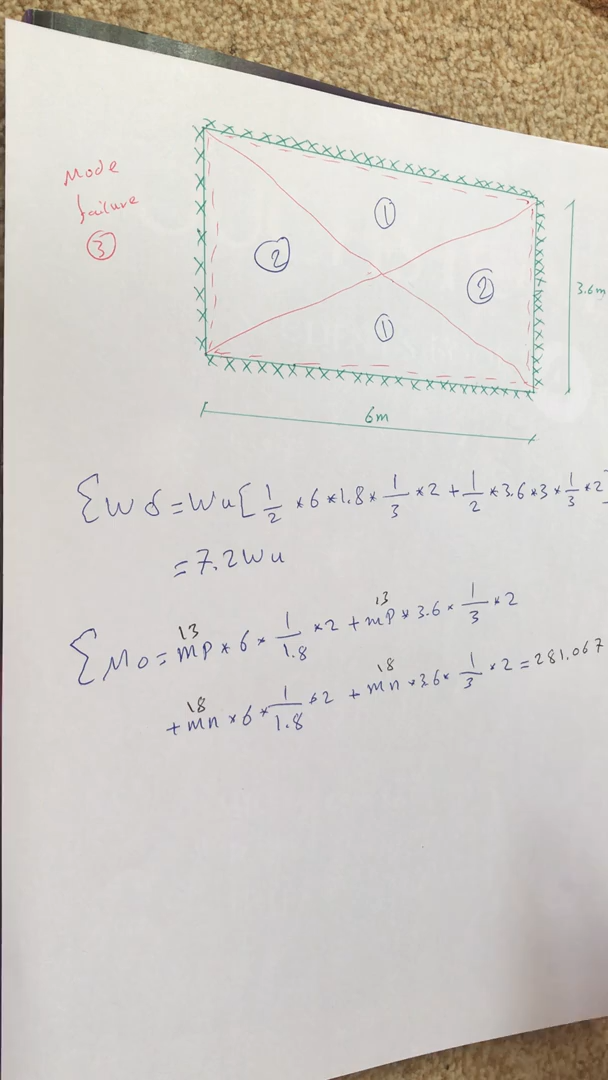 Mode
failure
③
①
②
②
①
3.6m
6m
∑Wδ=Wu[1/2*6*1.8*1/3*2+1/2*3.6*3*1/3*2]
=7.2Wu
13 13
∑Mθ=mp*6*1/1.8*2+mp*3.6*1/3*2
18 18
+mn*6*1/1.8*2+mn*3.6*1/3*2=281.067